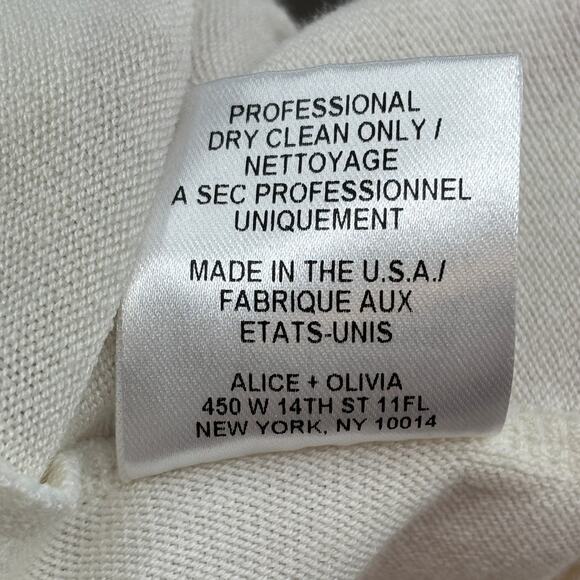 PROFESSIONAL
DRY CLEAN ONLY /
NETTOYAGE
A SEC PROFESSIONNEL
UNIQUEMENT
MADE IN THE U.S.A./
FABRIQUE AUX
ETATS-UNIS
ALICE + OLIVIA
450 W 14TH ST 11FL
NEW YORK, NY 10014